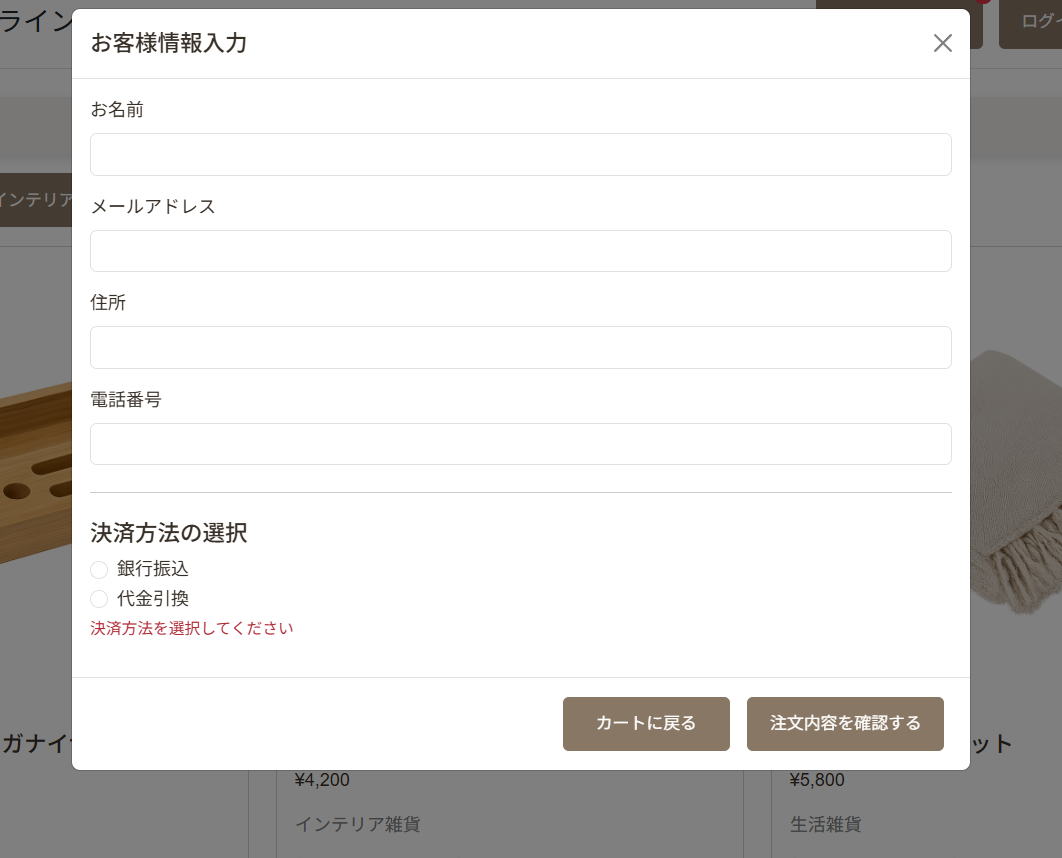 ライン
ログイ
お客様情報入力
お名前
インテリア
メールアドレス
住所
電話番号
決済方法の選択
銀行振込
代金引換
決済方法を選択してください
カートに戻る
注文内容を確認する
ガナイ
ット
¥4,200
¥5,800
インテリア雑貨
生活雑貨